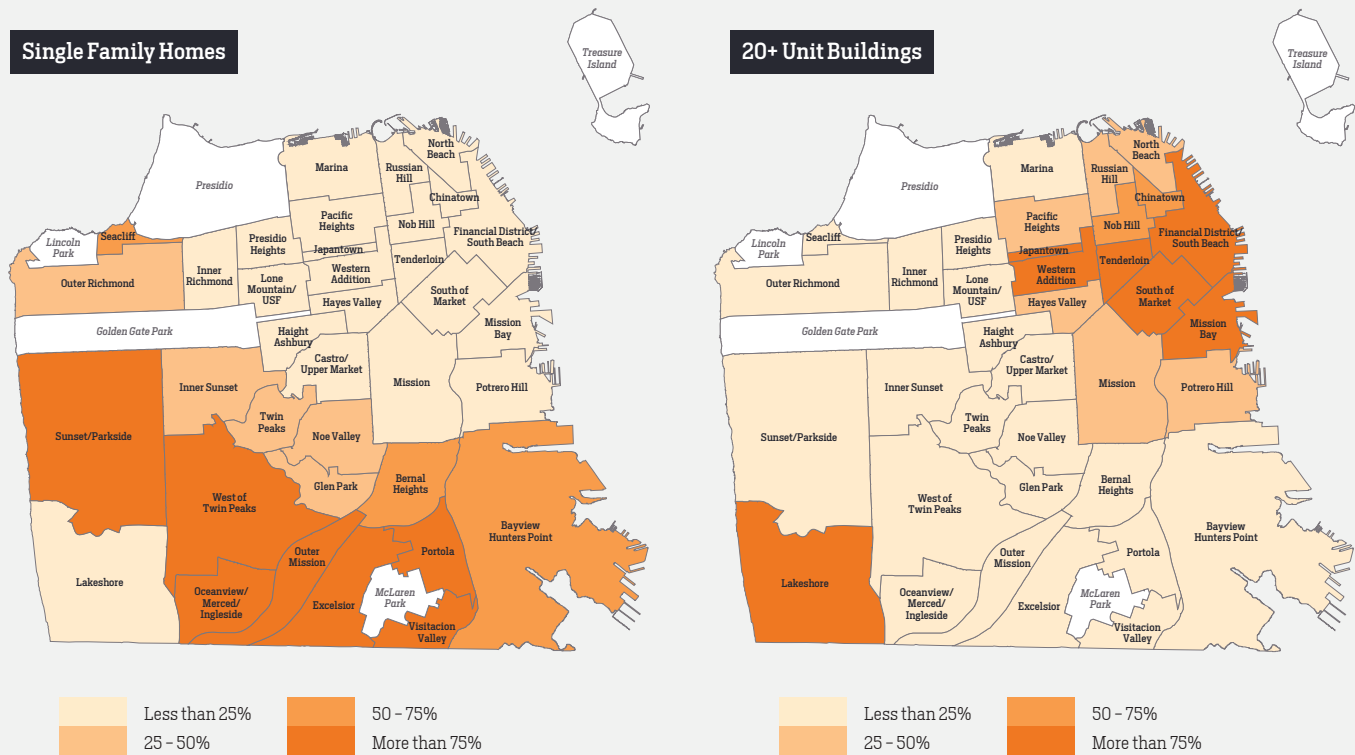 Single Family Homes
Treasure
Island
North
Beach
Marina
Russian
Hill
Presidio
Chinatown
Pacific
Heights
Nob Hill
Financial District/
South Beach
Seacliff
Lincoln
Park
Presidio
Heights
Japantown
Tenderloin
Inner
Richmond
Western
Addition
Outer Richmond
Lone
Mountain/
USF
South of
Market
Hayes Valley
Golden Gate Park
Haight
Ashbury
Mission
Bay
Castro/
Upper Market
Inner Sunset
Mission
Potrero Hill
Twin
Peaks
Sunset/Parkside
Noe Valley
Glen Park
Bernal
Heights
West of
Twin Peaks
Bayview
Hunters Point
Outer
Mission
Portola
Lakeshore
Oceanview/
Merced/
Ingleside
Excelsior
McLaren
Park
Visitacion
Valley
Less than 25%
25 – 50%
50 – 75%
More than 75%
20+ Unit Buildings
Treasure
Island
North
Beach
Marina
Russian
Hill
Presidio
Chinatown
Pacific
Heights
Nob Hill
Financial District/
South Beach
Seacliff
Lincoln
Park
Presidio
Heights
Japantown
Tenderloin
Inner
Richmond
Western
Addition
Outer Richmond
Lone
Mountain/
USF
South of
Market
Hayes Valley
Golden Gate Park
Haight
Ashbury
Mission
Bay
Castro/
Upper Market
Inner Sunset
Mission
Potrero Hill
Twin
Peaks
Sunset/Parkside
Noe Valley
Glen Park
Bernal
Heights
West of
Twin Peaks
Bayview
Hunters Point
Outer
Mission
Portola
Lakeshore
Oceanview/
Merced/
Ingleside
Excelsior
McLaren
Park
Visitacion
Valley
Less than 25%
25 – 50%
50 – 75%
More than 75%